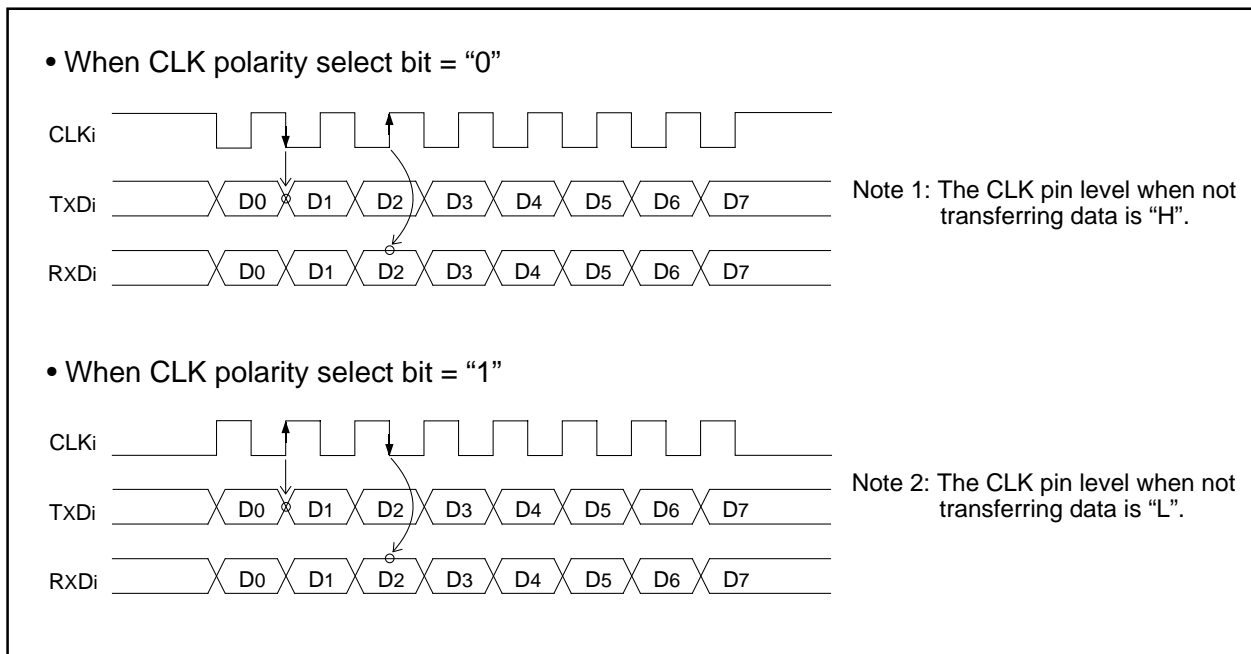 • When CLK polarity select bit = “0”
CLKi
TXDi D0 D1 D2 D3 D4 D5 D6 D7
RXDi D0 D1 D2 D3 D4 D5 D6 D7
Note 1: The CLK pin level when not
transferring data is “H”.
• When CLK polarity select bit = “1”
CLKi
TXDi D0 D1 D2 D3 D4 D5 D6 D7
RXDi D0 D1 D2 D3 D4 D5 D6 D7
Note 2: The CLK pin level when not
transferring data is “L”.